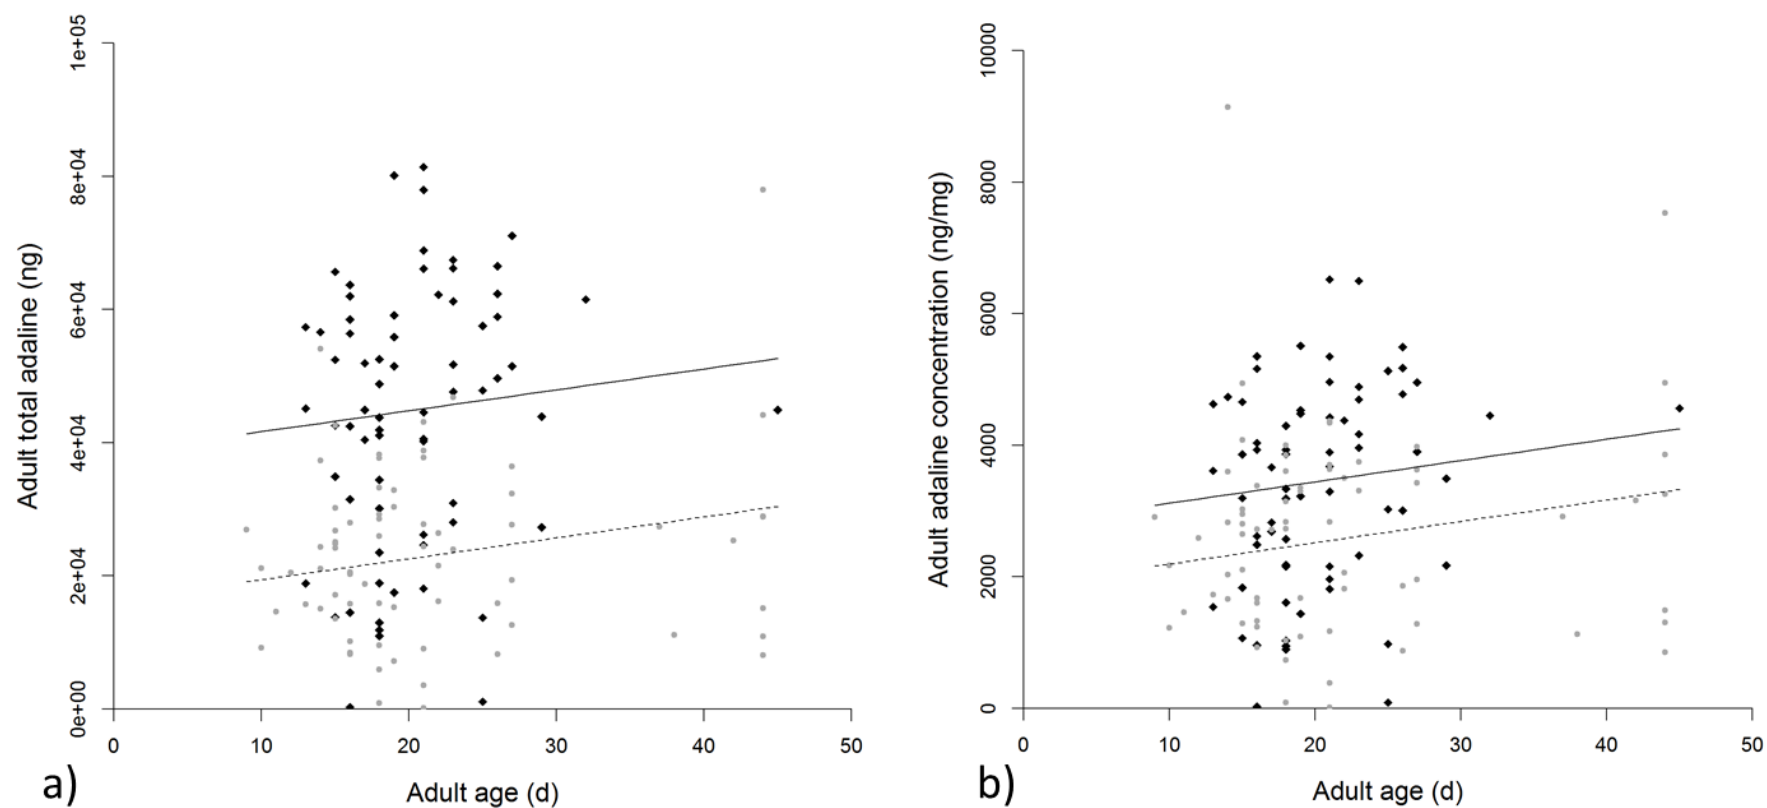 Adult total adaline (ng)
1e+05
8e+04
6e+04
4e+04
2e+04
0e+00
0 10 20 30 40 50
Adult age (d)
a)
Adult adaline concentration (ng/mg)
10000
8000
6000
4000
2000
0
0 10 20 30 40 50
Adult age (d)
b)